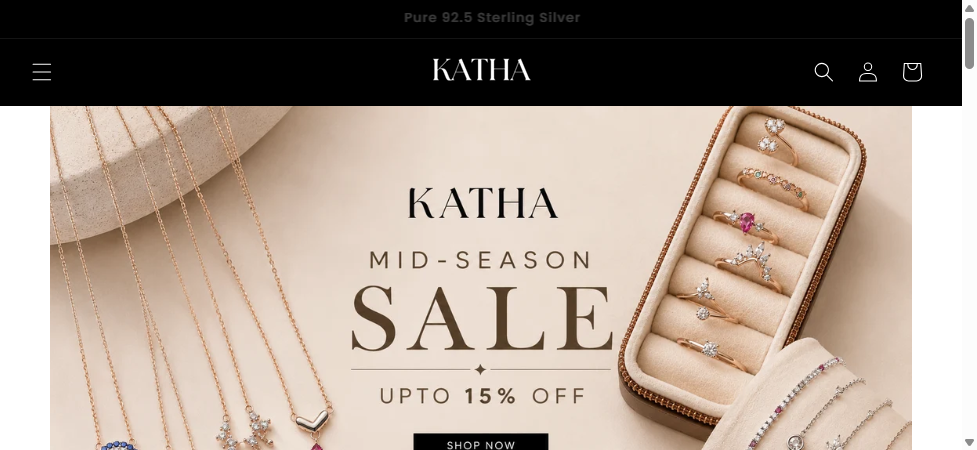 Pure 92.5 Sterling Silver
KATHA
KATHA
MID-SEASON
SALE
UPTO 15% OFF
SHOP NOW